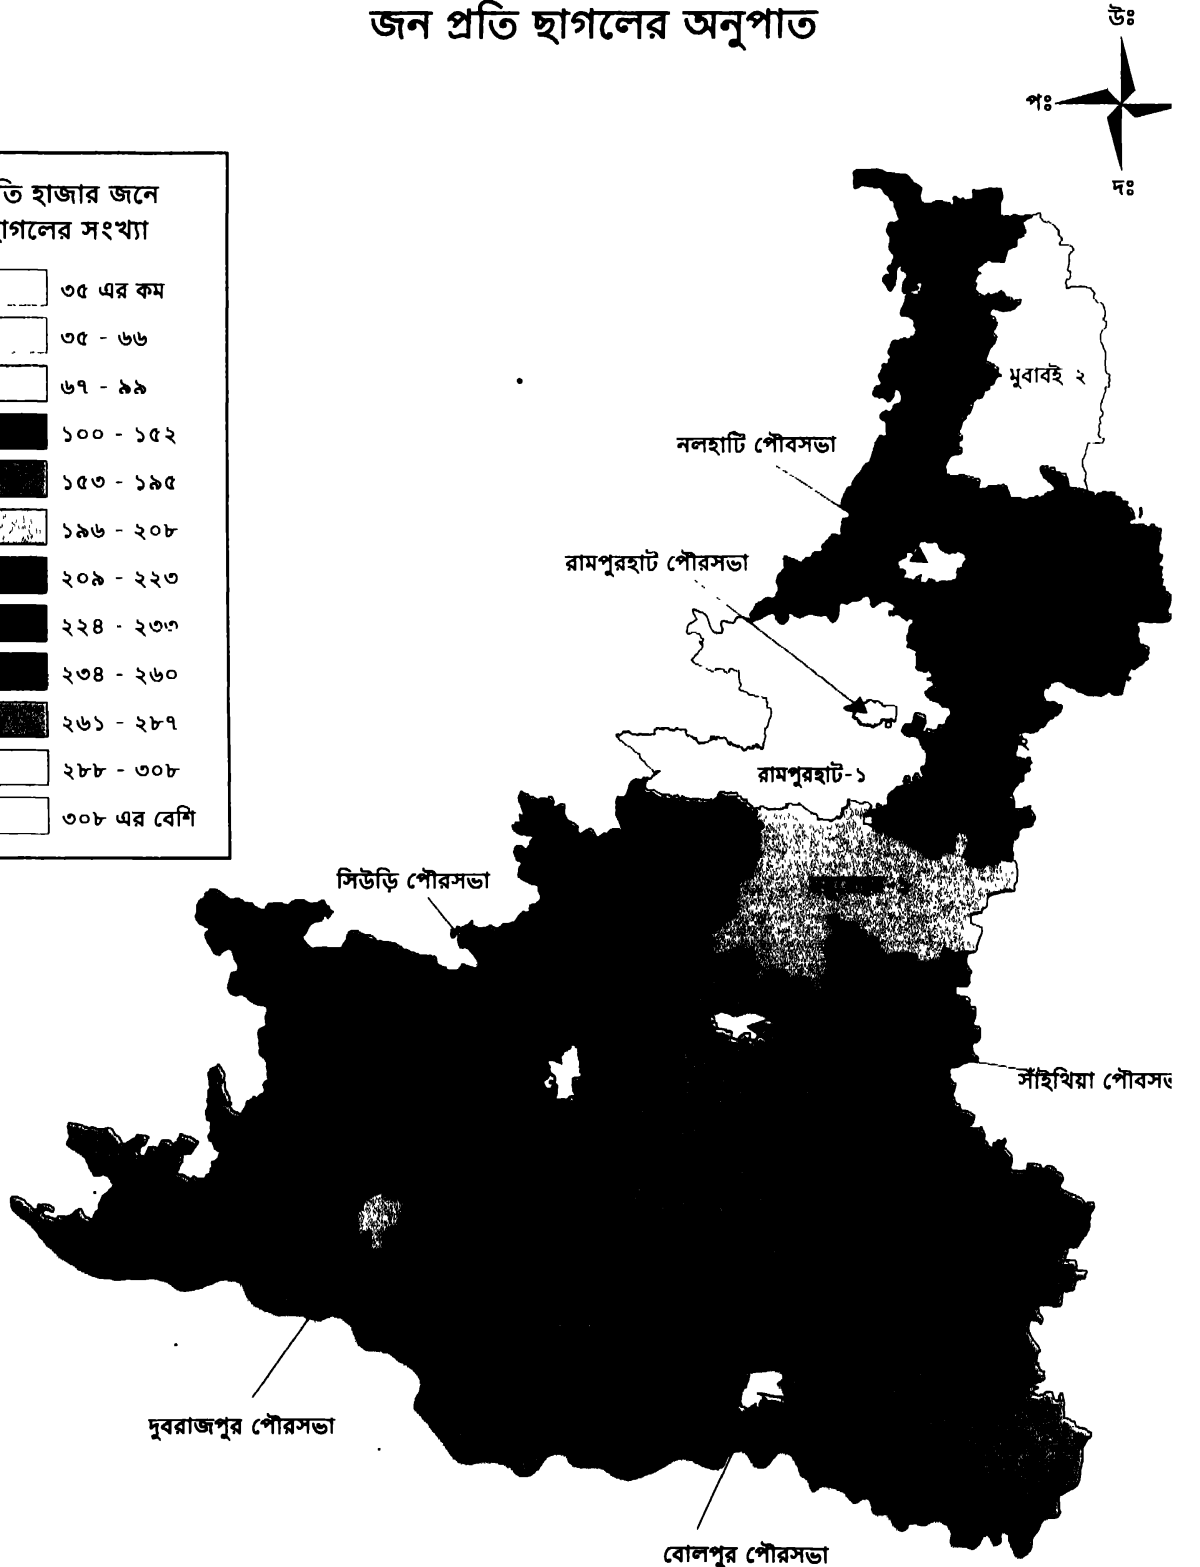 জন প্রতি ছাগলের অনুপাত
উঃ
পঃ
দঃ
তি হাজার জনে
াগলের সংখ্যা
৩৫ এর কম
৩৫ - ৬৬
৬৭ - ৯৯
১০০ - ১৫২
১৫৩ - ১৯৫
১৯৬ - ২০৮
২০৯ - ২২৩
২২৪ - ২৩৩
২৩৪ - ২৬০
২৬১ - ২৮৭
২৮৮ - ৩০৮
৩০৮ এর বেশি
মুবাবই ২
নলহাটি পৌবসভা
রামপুরহাট পৌরসভা
রামপুরহাট-১
সিউড়ি পৌরসভা
সাঁইথিয়া পৌবসভ
দুবরাজপুর পৌরসভা
বোলপুর পৌরসভা